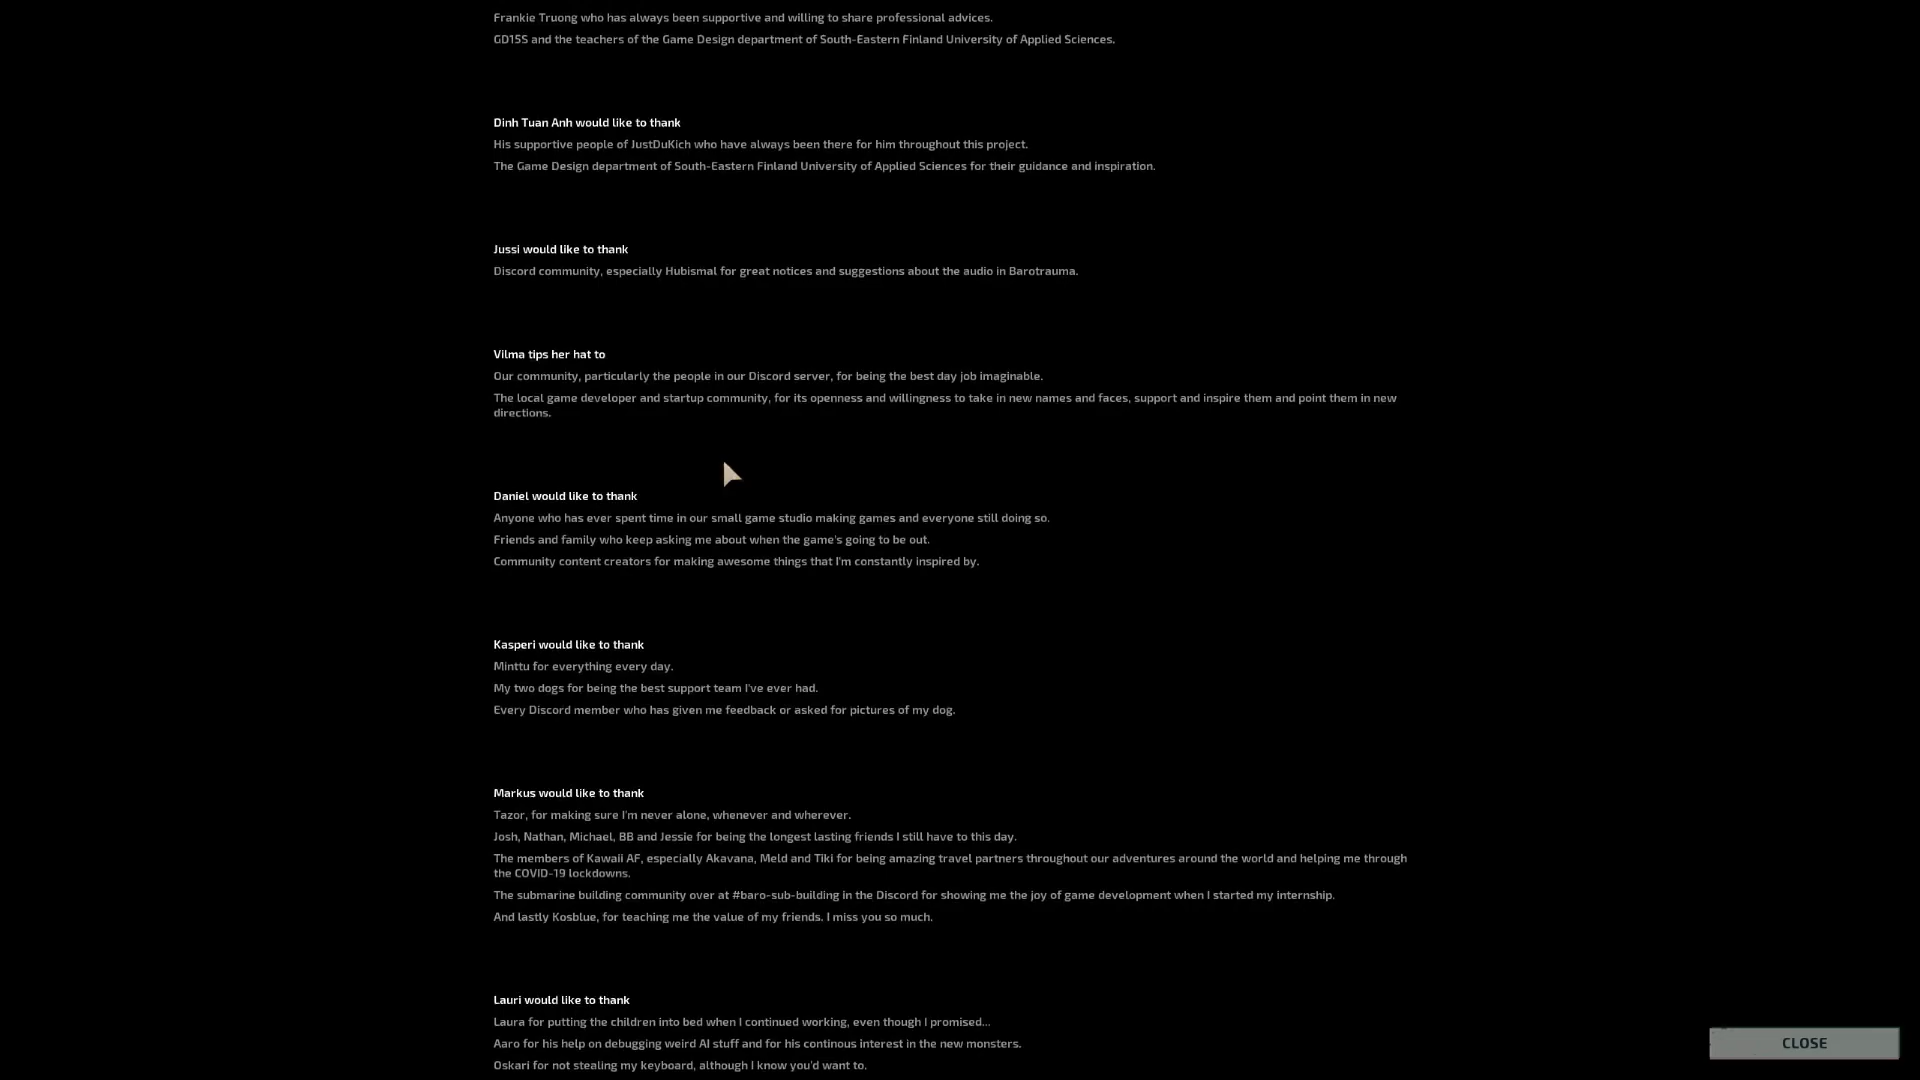 Frankie Truong who has always been supportive and willing to share professional advices.
GD15S and the teachers of the Game Design department of South-Eastern Finland University of Applied Sciences.
Dinh Tuan Anh would like to thank
His supportive people of JustDuKich who have always been there for him throughout this project.
The Game Design department of South-Eastern Finland University of Applied Sciences for their guidance and inspiration.
Jussi would like to thank
Discord community, especially Hubismal for great notices and suggestions about the audio in Barotrauma.
Vilma tips her hat to
Our community, particularly the people in our Discord server, for being the best day job imaginable.
The local game developer and startup community, for its openness and willingness to take in new names and faces, support and inspire them and point them in new
directions.
Daniel would like to thank
Anyone who has ever spent time in our small game studio making games and everyone still doing so.
Friends and family who keep asking me about when the game's going to be out.
Community content creators for making awesome things that I'm constantly inspired by.
Kasperi would like to thank
Minttu for everything every day.
My two dogs for being the best support team I've ever had.
Every Discord member who has given me feedback or asked for pictures of my dog.
Markus would like to thank
Tazor, for making sure I'm never alone, whenever and wherever.
Josh, Nathan, Michael, BB and Jessie for being the longest lasting friends I still have to this day.
The members of Kawaii AF, especially Akavana, Meld and Tiki for being amazing travel partners throughout our adventures around the world and helping me through
the COVID-19 lockdowns.
The submarine building community over at #baro-sub-building in the Discord for showing me the joy of game development when I started my internship.
And lastly Kosblue, for teaching me the value of my friends. I miss you so much.
Lauri would like to thank
Laura for putting the children into bed when I continued working, even though I promised...
Aaro for his help on debugging weird AI stuff and for his continous interest in the new monsters.
Oskari for not stealing my keyboard, although I know you'd want to.
CLOSE